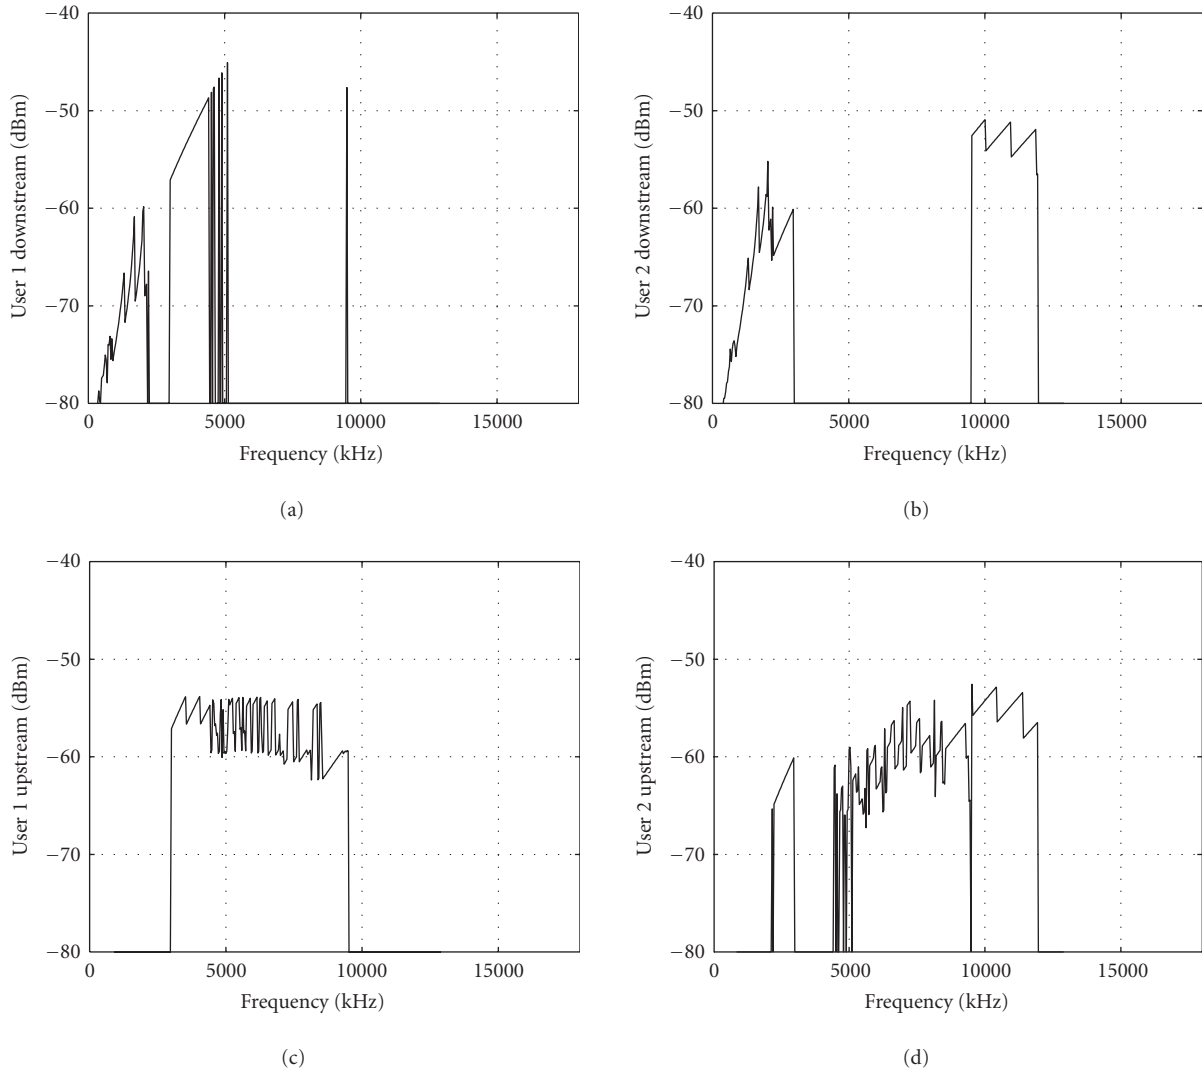 −40
−50
−60
−70
−80
0 5000 10000 15000
User 1 downstream (dBm)
Frequency (kHz)
(a)
−40
−50
−60
−70
−80
0 5000 10000 15000
User 2 downstream (dBm)
Frequency (kHz)
(b)
−40
−50
−60
−70
−80
0 5000 10000 15000
User 1 upstream (dBm)
Frequency (kHz)
(c)
−40
−50
−60
−70
−80
0 5000 10000 15000
User 2 upstream (dBm)
Frequency (kHz)
(d)